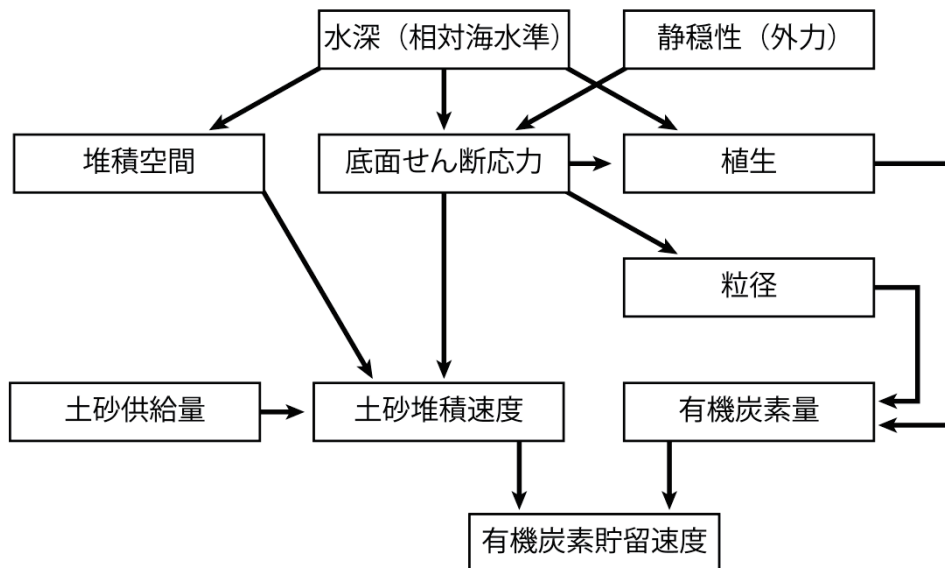 水深（相対海水準）
静穏性（外力）
堆積空間
底面せん断応力
植生
粒径
土砂供給量
土砂堆積速度
有機炭素量
有機炭素貯留速度